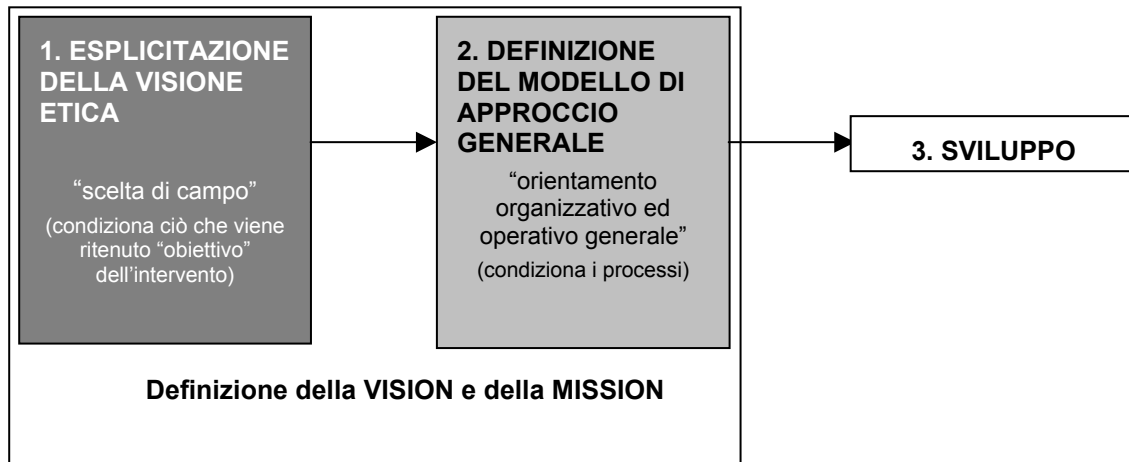 1. ESPLICITAZIONE
DELLA VISIONE
ETICA
“scelta di campo”
(condiziona ciò che viene
ritenuto “obiettivo”
dell’intervento)
2. DEFINIZIONE
DEL MODELLO DI
APPROCCIO
GENERALE
“orientamento
organizzativo ed
operativo generale”
(condiziona i processi)
3. SVILUPPO
Definizione della VISION e della MISSION